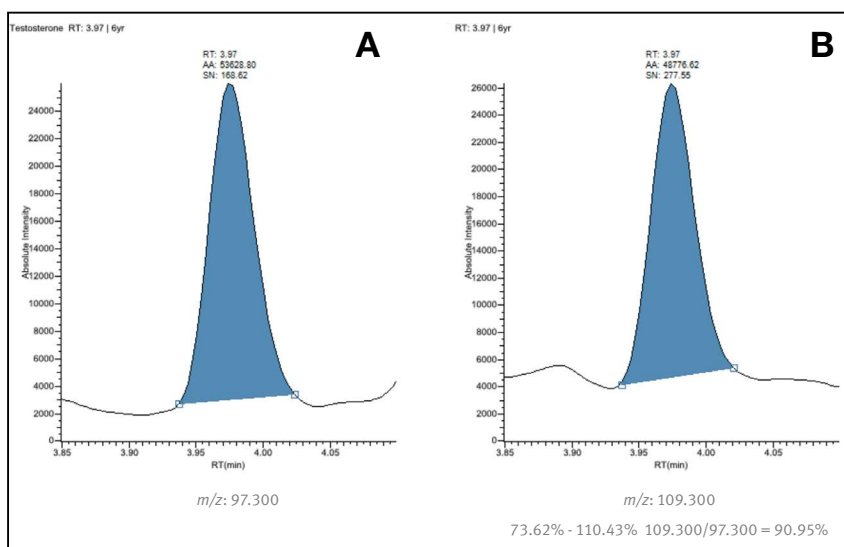 Testosterone RT: 3.97 | 6yr
A
RT: 3.97
AA: 53628.80
SN: 168.62
Absolute Intensity
24000
22000
20000
18000
16000
14000
12000
10000
8000
6000
4000
2000
0
3.85 3.90 3.95 4.00 4.05
RT(min)
m/z: 97.300
RT: 3.97 | 6yr
B
RT: 3.97
AA: 48776.62
SN: 277.55
Absolute Intensity
26000
24000
22000
20000
18000
16000
14000
12000
10000
8000
6000
4000
2000
0
3.85 3.90 3.95 4.00 4.05
RT(min)
m/z: 109.300
73.62% - 110.43% 109.300/97.300 = 90.95%